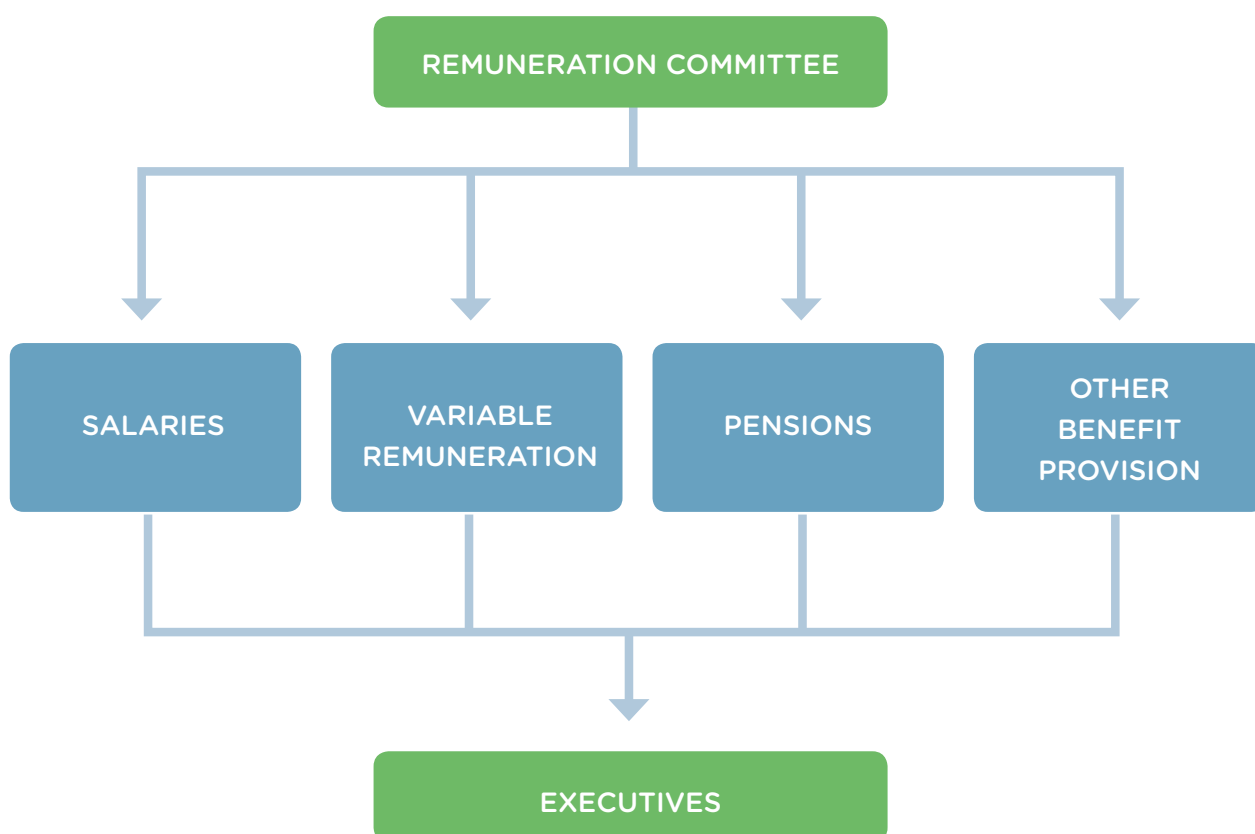 REMUNERATION COMMITTEE
SALARIES
VARIABLE
REMUNERATION
PENSIONS
OTHER
BENEFIT
PROVISION
EXECUTIVES